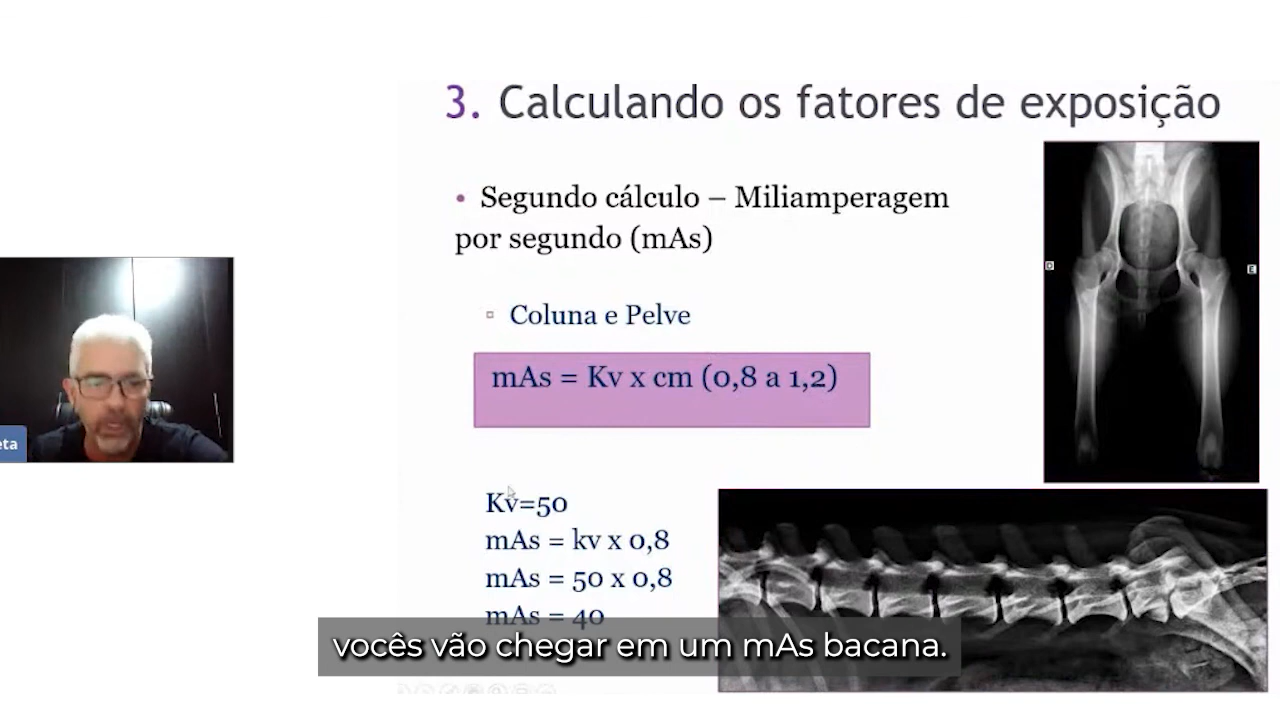 3. Calculando os fatores de exposição
• Segundo cálculo – Miliamperagem
por segundo (mAs)
▫ Coluna e Pelve
mAs = Kv x cm (0,8 a 1,2)
D
E
eta
Kv=50
mAs = kv x 0,8
mAs = 50 x 0,8
mAs = 40
vocês vão chegar em um mAs bacana.